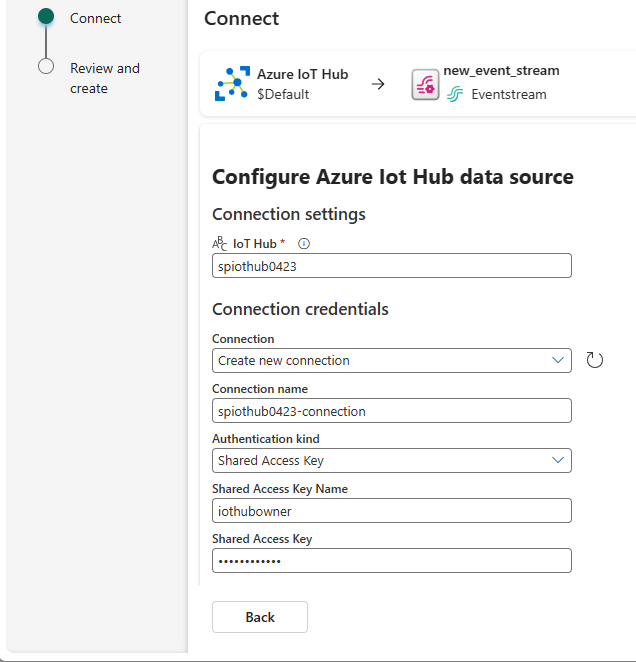 Connect
Review and
create
Connect
Azure IoT Hub
$Default
new_event_stream
Eventstream
Configure Azure Iot Hub data source
Connection settings
ABC IoT Hub *
spiothub0423
Connection credentials
Connection
Create new connection
Connection name
spiothub0423-connection
Authentication kind
Shared Access Key
Shared Access Key Name
iothubowner
Shared Access Key
••••••••••••
Back